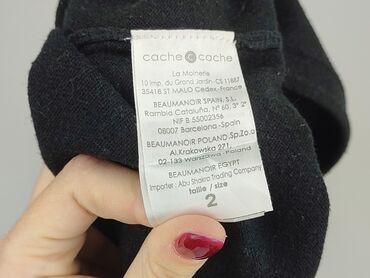 cache c cache
La Moinerie
10 Imp. du Grand Jardin-CS 11887
35418 ST MALO Cedex-France
BEAUMANOIR SPAIN, S.L.
Rambla Cataluña, Nº 60, 3º 2ª
NIF B 55002356
08007 Barcelona-Spain
BEAUMANOIR POLAND.Sp.Zo.o
Al.Krakowska 271,
02-133 Warszawa-Poland
BEAUMANOIR EGYPT
Importer : Abu Shakra Trading Company
taille / size
2